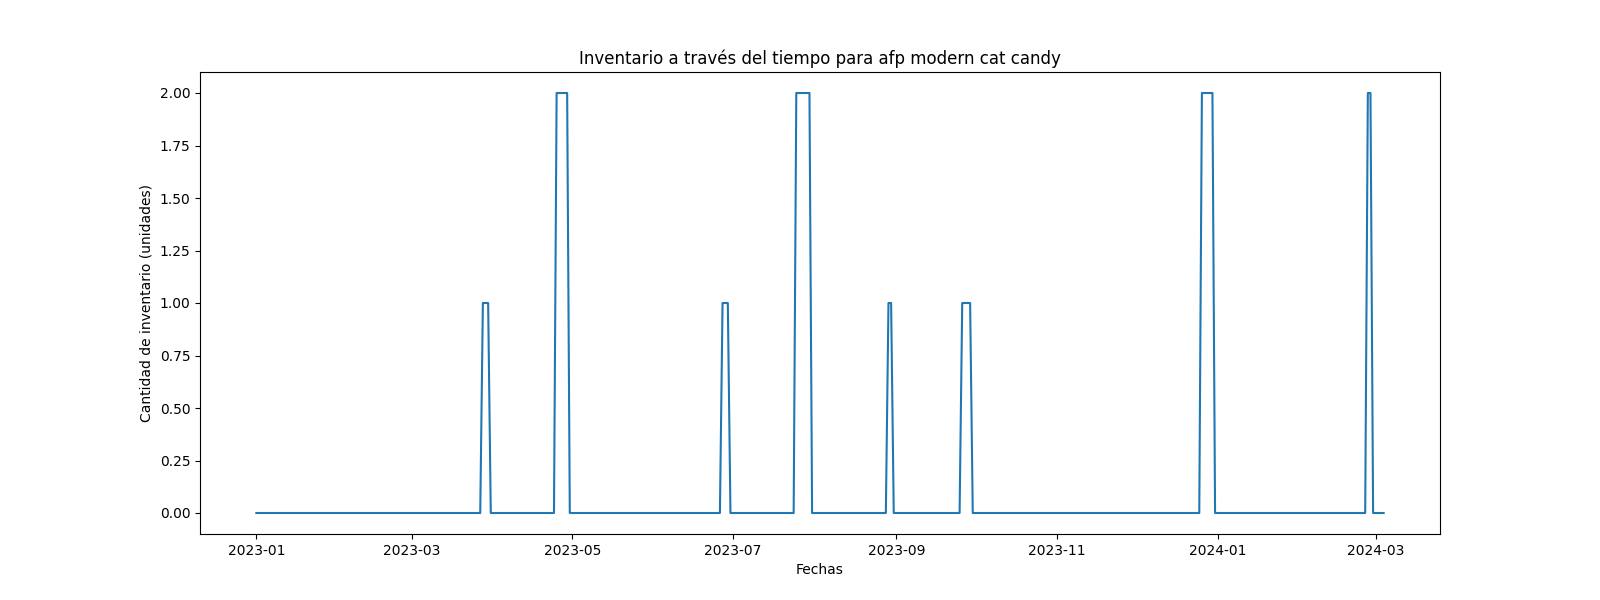 Inventario a través del tiempo para afp modern cat candy
Cantidad de inventario (unidades)
2.00
1.75
1.50
1.25
1.00
0.75
0.50
0.25
0.00
2023-01 2023-03 2023-05 2023-07 2023-09 2023-11 2024-01 2024-03
Fechas